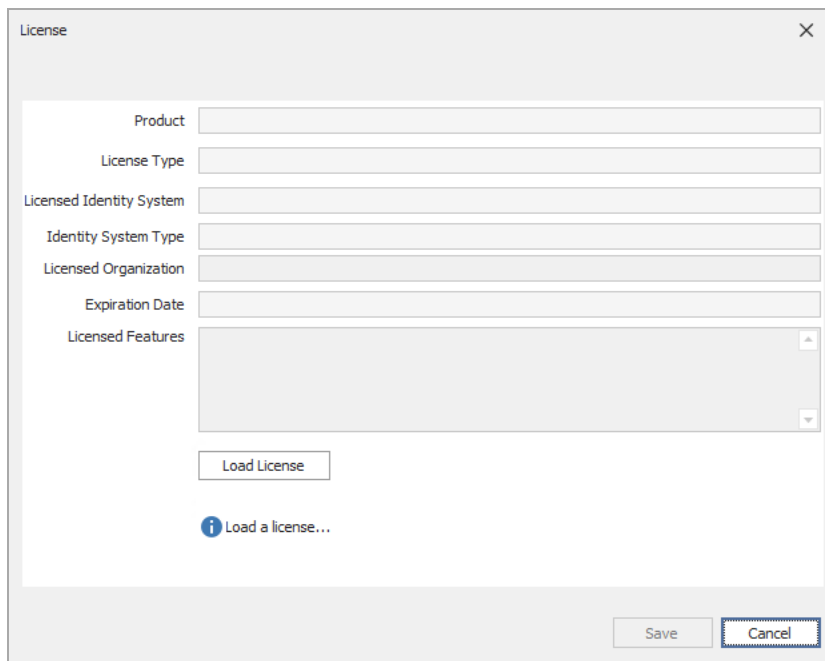 License
Product
License Type
Licensed Identity System
Identity System Type
Licensed Organization
Expiration Date
Licensed Features
Load License
Load a license...
Save
Cancel